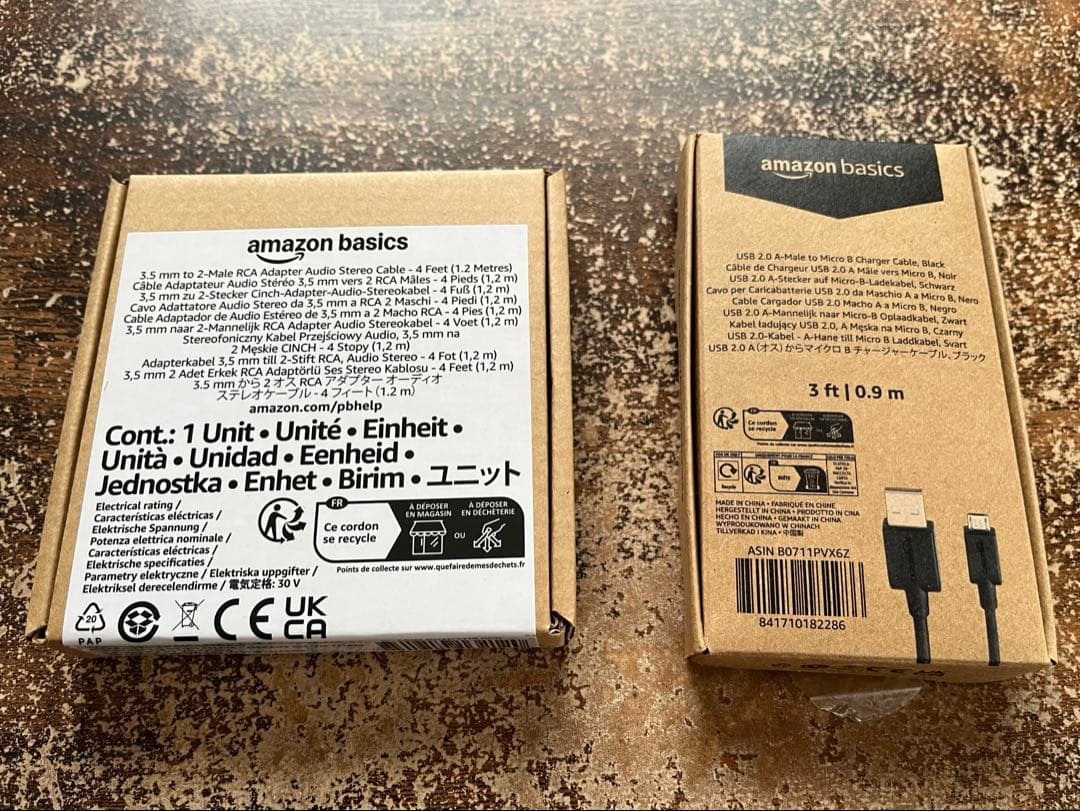 amazon basics
3.5 mm to 2-Male RCA Adapter Audio Stereo Cable - 4 Feet (1.2 Metres)
Câble Adaptateur Audio Stéréo 3,5 mm vers 2 RCA Mâles - 4 Pieds (1,2 m)
3,5 mm zu 2-Stecker Cinch-Adapter-Audio-Stereokabel - 4 Fuß (1,2 m)
Cavo Adattatore Audio Stereo da 3,5 mm a RCA 2 Maschi - 4 Piedi (1,2 m)
Cable Adaptador de Audio Estéreo de 3,5 mm a 2 Macho RCA - 4 Pies (1,2 m)
3,5 mm naar 2-Mannelijk RCA Adapter Audio Stereokabel - 4 Voet (1,2 m)
Stereofoniczny Kabel Przejściowy Audio, 3,5 mm na
2 Męskie CINCH - 4 Stopy (1,2 m)
Adapterkabel 3,5 mm till 2-Stift RCA, Audio Stereo - 4 Fot (1,2 m)
3,5 mm 2 Adet Erkek RCA Adaptörlü Ses Stereo Kablosu - 4 Feet (1,2 m)
3.5 mm から 2 オス RCA アダプター オーディオ
ステレオケーブル - 4 フィート (1.2 m)
amazon.com/pbhelp
Cont.: 1 Unit • Unité • Einheit •
Unità • Unidad • Eenheid •
Jednostka • Enhet • Birim • ユニット
Electrical rating /
Caractéristiques électriques /
Elektrische Spannung /
Potenza elettrica nominale /
Características eléctricas /
Elektrische specificaties /
Parametry elektryczne / Elektriska uppgifter /
Elektriksel derecelendirme / 電気定格: 30 V
FR
Ce cordon
se recycle
À DÉPOSER
EN MAGASIN
OU
À DÉPOSER
EN DÉCHÈTERIE
Points de collecte sur www.quefairedemesdechets.fr
20
PAP
CE
UK
CA
amazon basics
USB 2.0 A-Male to Micro B Charger Cable, Black
Câble de Chargeur USB 2.0 A Mâle vers Micro B, Noir
USB 2.0 A-Stecker auf Micro-B-Ladekabel, Schwarz
Cavo per Caricabatterie USB 2.0 da Maschio A a Micro B, Nero
Cable Cargador USB 2.0 Macho A a Micro B, Negro
USB 2.0 A-Mannelijk naar Micro-B Oplaadkabel, Zwart
Kabel ładujący USB 2.0, A Męska na Micro B, Czarny
USB 2.0-Kabel - A-Hane till Micro B Laddkabel, Svart
USB 2.0 A (オス) からマイクロ B チャージャーケーブル, ブラック
3 ft | 0.9 m
FR
Ce cordon
se recycle
À DÉPOSER
EN MAGASIN
OU
À DÉPOSER
EN DÉCHÈTERIE
MADE IN CHINA • FABRIQUÉ EN CHINE
HERGESTELLT IN CHINA • PRODOTTO IN CINA
HECHO EN CHINA • GEMAAKT IN CHINA
WYPRODUKOWANO W CHINACH
TILLVERKAD I KINA • 中国製
ASIN B0711PVX6Z
841710182286